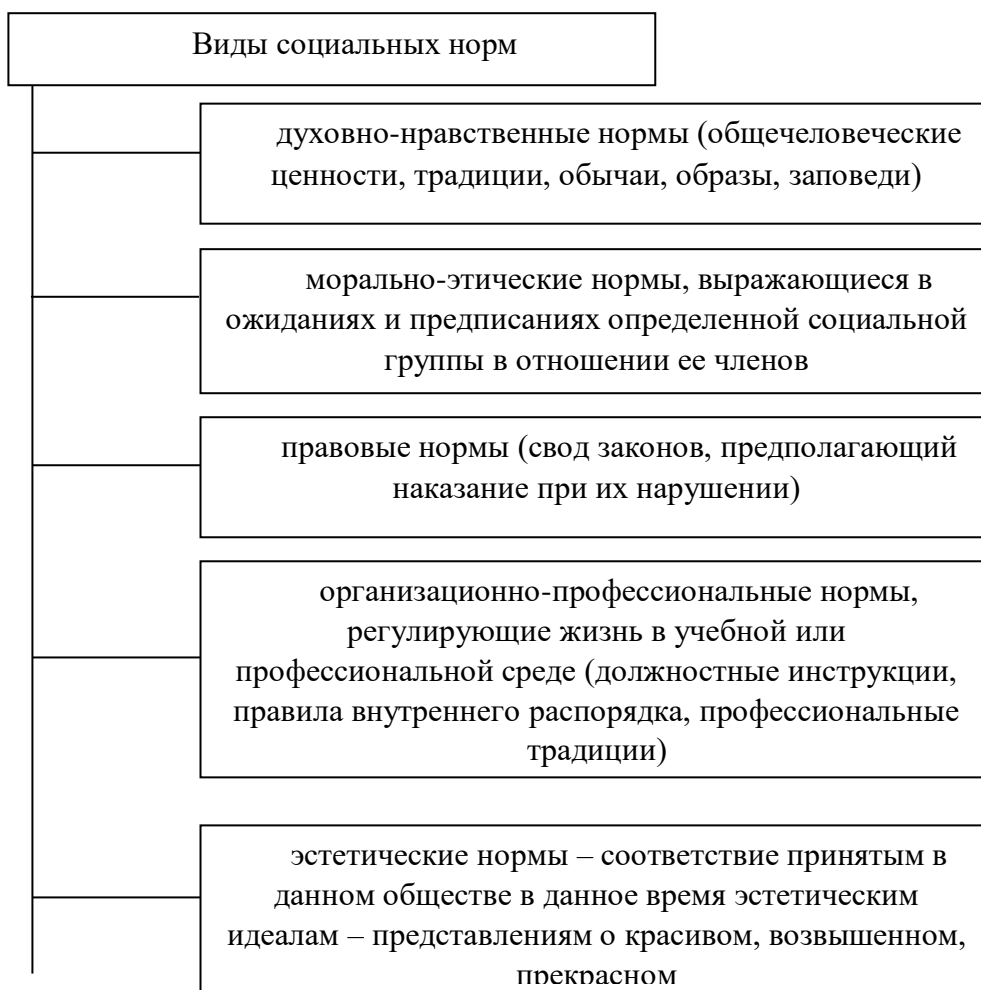 Виды социальных норм
духовно-нравственные нормы (общечеловеческие
ценности, традиции, обычаи, образы, заповеди)
морально-этические нормы, выражающиеся в
ожиданиях и предписаниях определенной социальной
группы в отношении ее членов
правовые нормы (свод законов, предполагающий
наказание при их нарушении)
организационно-профессиональные нормы,
регулирующие жизнь в учебной или
профессиональной среде (должностные инструкции,
правила внутреннего распорядка, профессиональные
традиции)
эстетические нормы – соответствие принятым в
данном обществе в данное время эстетическим
идеалам – представлениям о красивом, возвышенном,
прекрасном